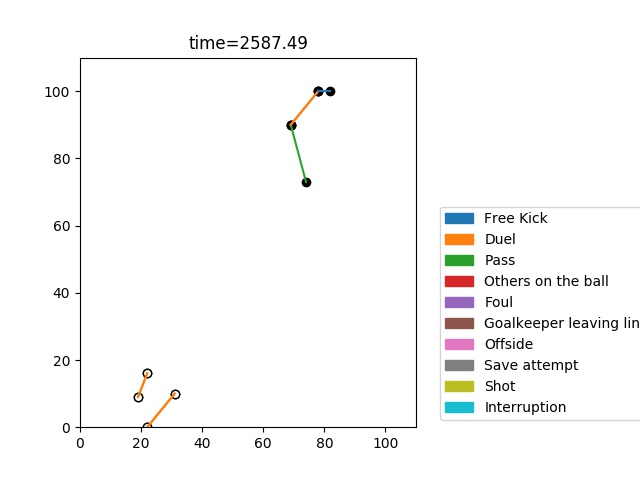 time=2587.49
100
80
60
40
20
0
0 20 40 60 80 100
Free Kick
Duel
Pass
Others on the ball
Foul
Goalkeeper leaving lin
Offside
Save attempt
Shot
Interruption